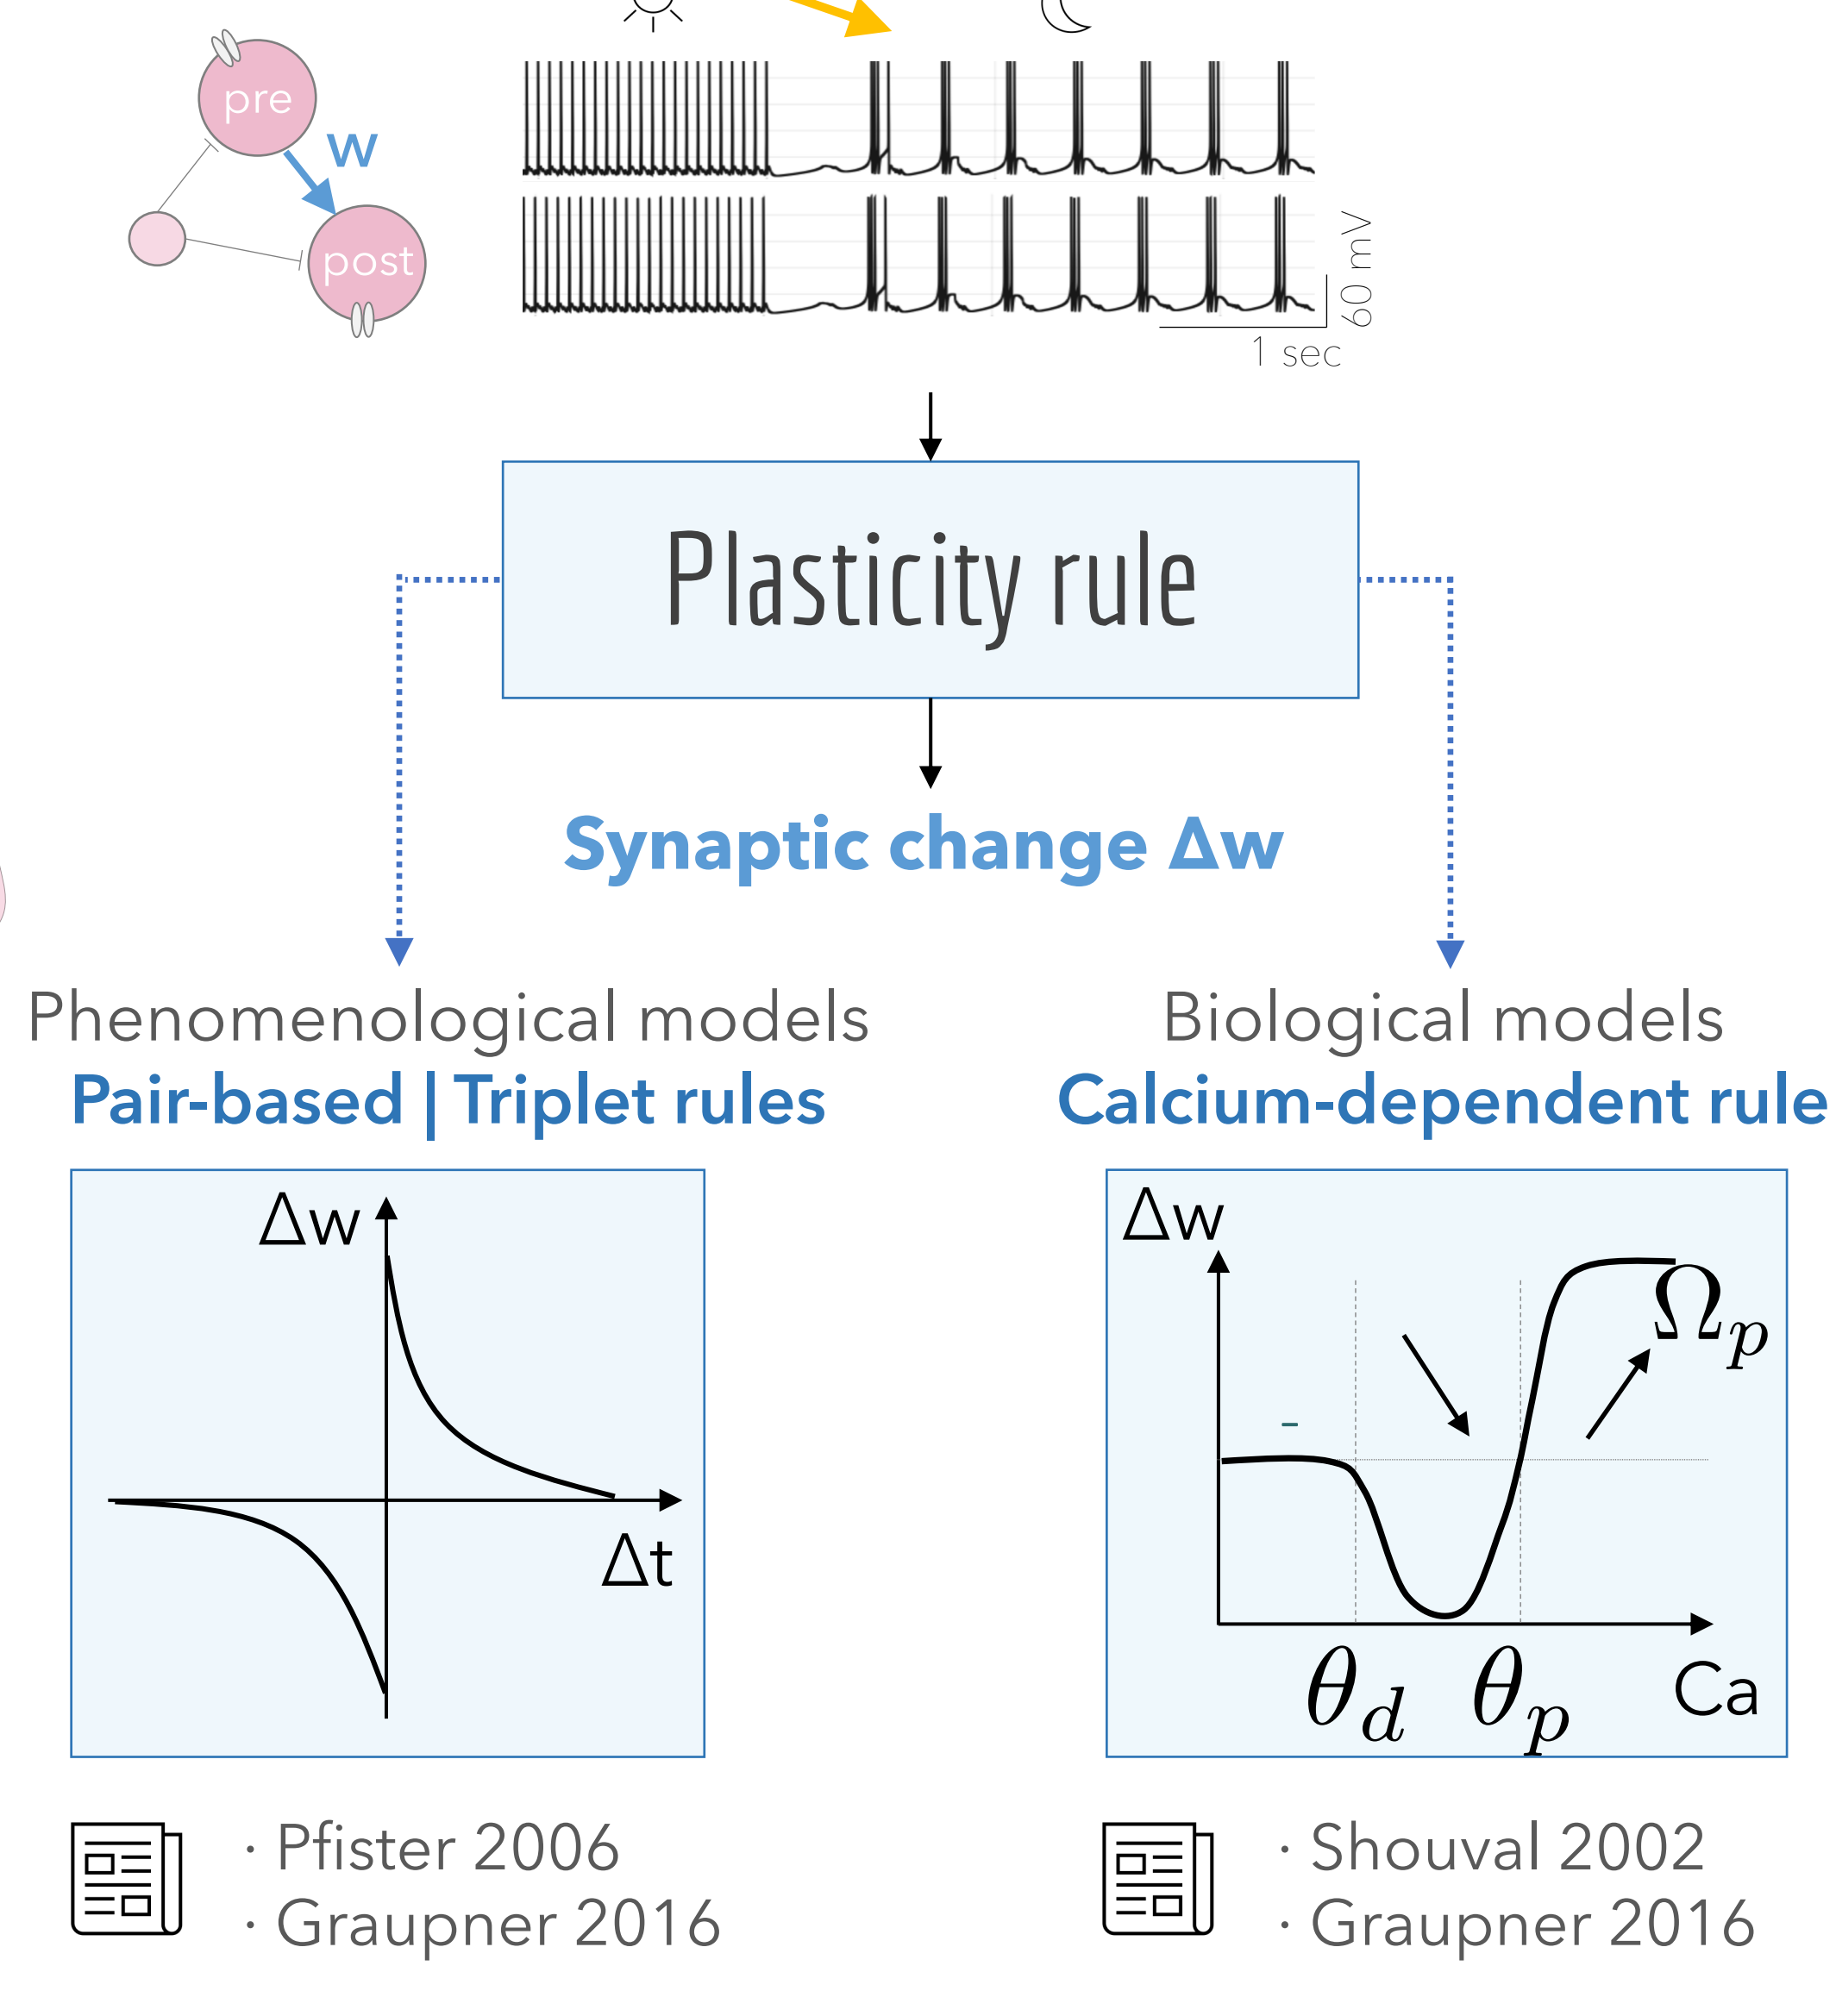 pre
w
post
60 mV
1 sec
Plasticity rule
Synaptic change Δw
Phenomenological models
Pair-based | Triplet rules
Δw
Δt
· Pfister 2006
· Graupner 2016
Biological models
Calcium-dependent rule
Δw
Ωp
-
θd
θp
Ca
· Shouval 2002
· Graupner 2016